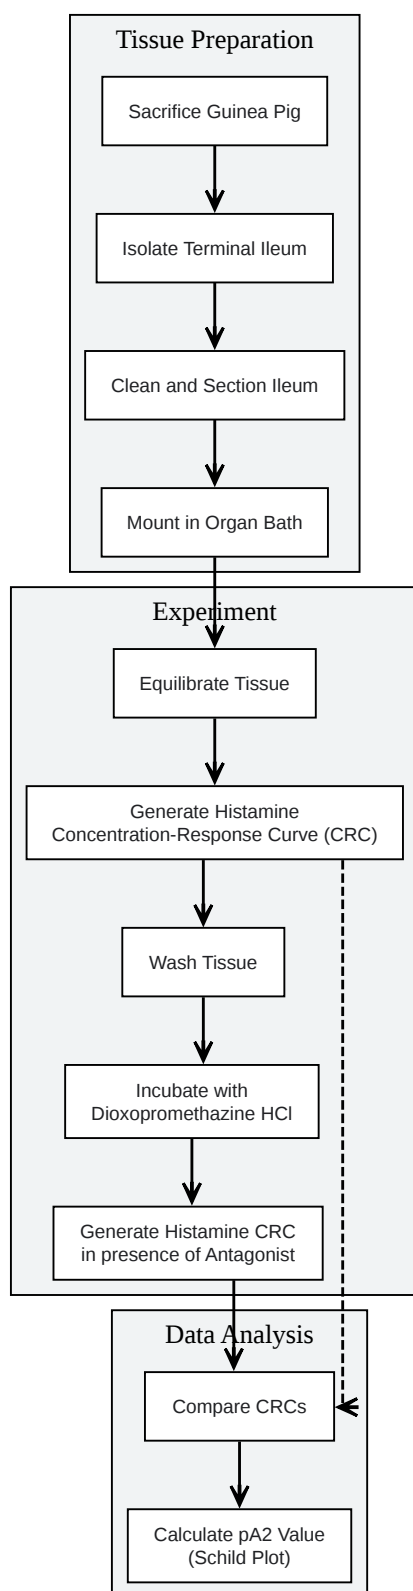 Tissue Preparation
Sacrifice Guinea Pig
Isolate Terminal Ileum
Clean and Section Ileum
Mount in Organ Bath
Experiment
Equilibrate Tissue
Generate Histamine
Concentration-Response Curve (CRC)
Wash Tissue
Incubate with
Dioxopromethazine HCl
Generate Histamine CRC
in presence of Antagonist
Data Analysis
Compare CRCs
Calculate pA2 Value
(Schild Plot)